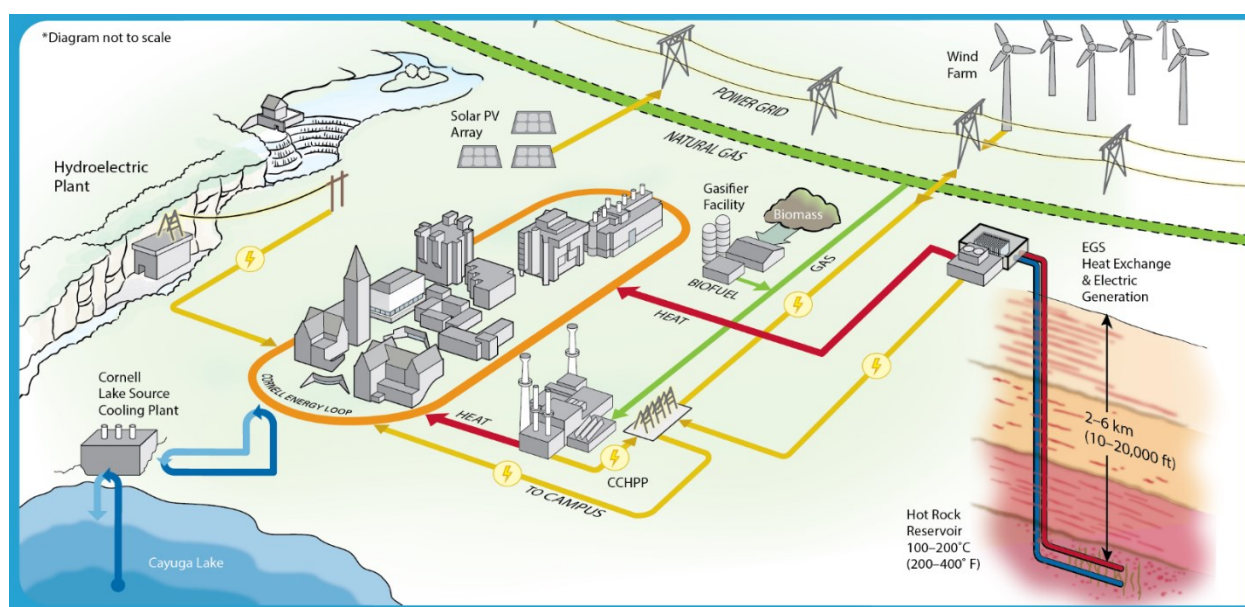 *Diagram not to scale
Hydroelectric
Plant
Solar PV
Array
POWER GRID
NATURAL GAS
Wind
Farm
Gasifier
Facility
Biomass
BIOFUEL
GAS
HEAT
EGS
Heat Exchange
& Electric
Generation
Cornell
Lake Source
Cooling Plant
CORNELL ENERGY LOOP
HEAT
CCHPP
TO CAMPUS
2–6 km
(10–20,000 ft)
Hot Rock
Reservoir
100–200˚C
(200–400˚ F)
Cayuga Lake